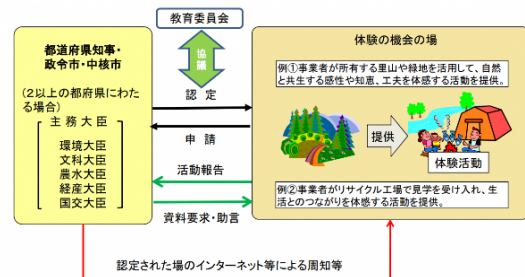 教育委員会
協議
都道府県知事・
政令市・中核市
(2以上の都府県にわた
る場合)
主務大臣
環境大臣
文科大臣
農水大臣
経産大臣
国交大臣
認定
申請
活動報告
資料要求・助言
体験の機会の場
例①事業者が所有する里山や緑地を活用して、自然
と共生する感性や知恵、工夫を体感する活動を提供。
提供
体験活動
例②事業者がリサイクル工場で見学を受け入れ、生
活とのつながりを体感する活動を提供。
認定された場のインターネット等による周知等